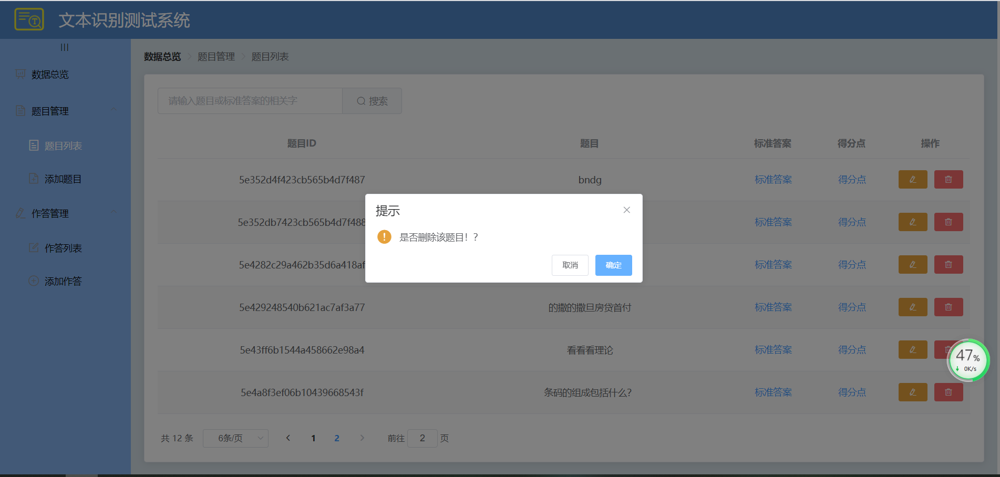 文本识别测试系统
数据总览
题目管理
题目列表
添加题目
作答管理
作答列表
添加作答
数据总览 题目管理 题目列表
请输入题目或标准答案的相关字 搜索
题目ID 题目 标准答案 得分点 操作
5e352d4f423cb565b4d7f487 bndg 标准答案 得分点
5e352db7423cb565b4d7f488 标准答案 得分点
5e4282c29a462b35d6a418af 标准答案 得分点
5e429248540b621ac7af3a77 的撒的撒旦房贷首付 标准答案 得分点
5e43ff6b1544a458662e98a4 看看看理论 标准答案 得分点
5e4a8f3ef06b10439668543f 条码的组成包括什么? 标准答案 得分点
共 12 条 6条/页 1 2 前往 2 页
提示
是否删除该题目！?
取消 确定
47%
0K/s